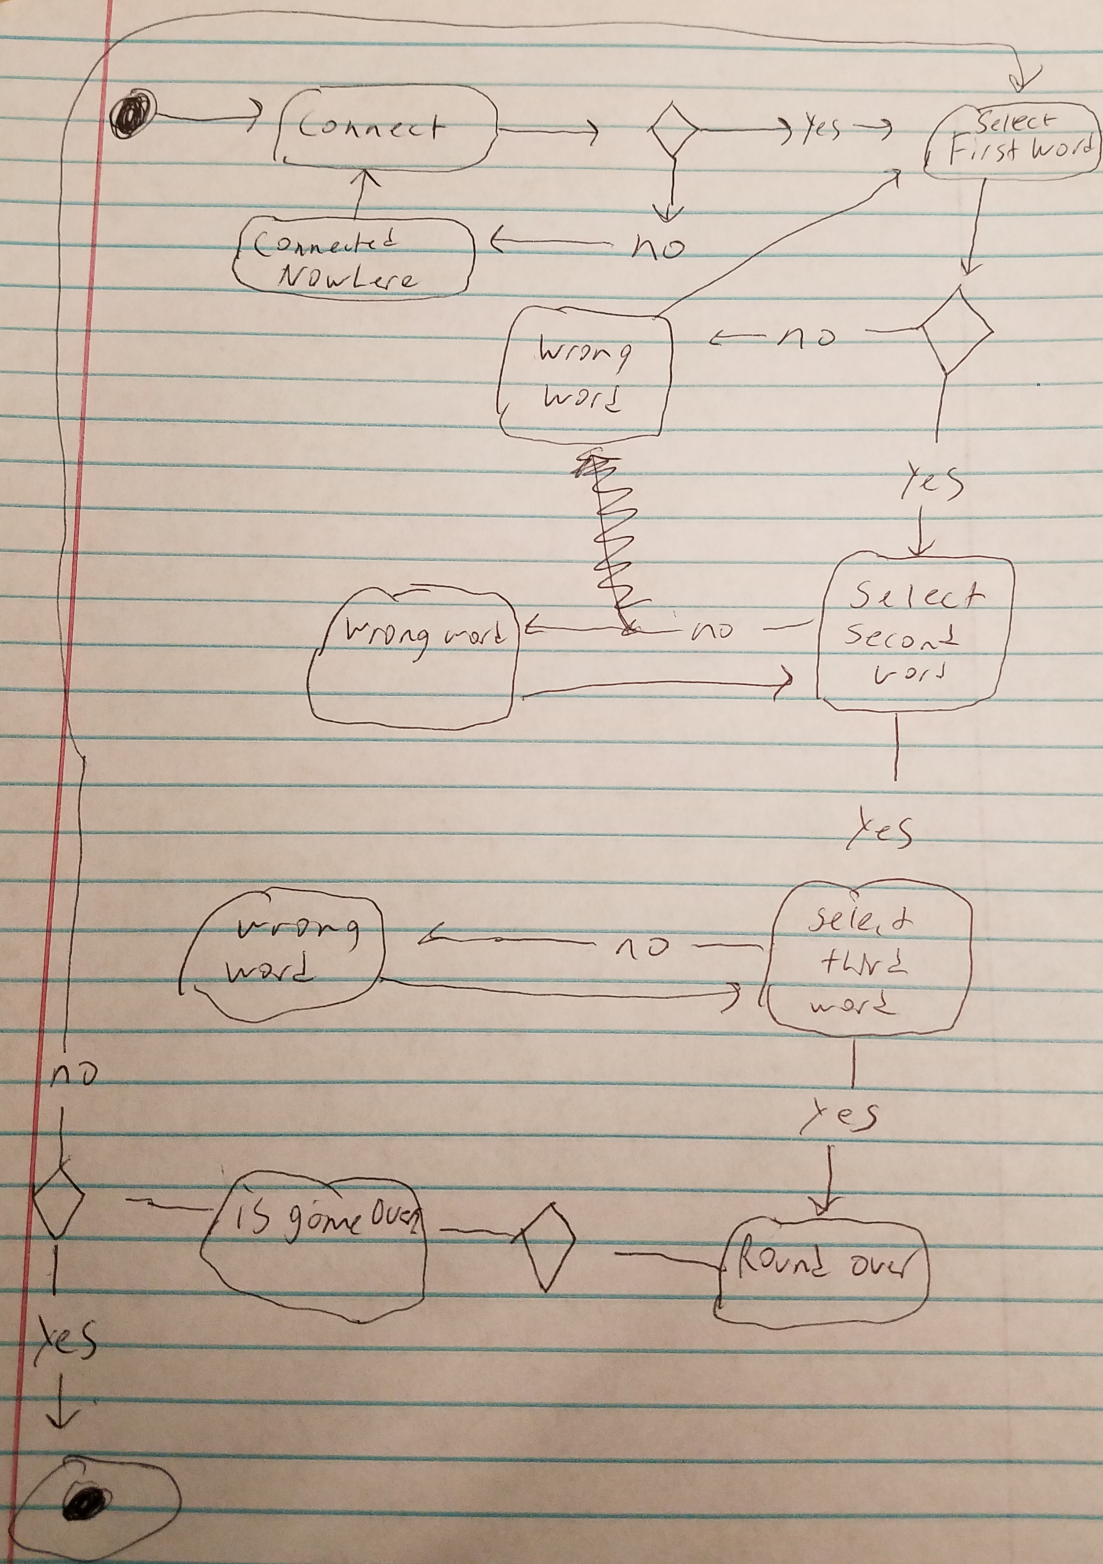 Connect
Yes
Select
First Word
Connected
Nowhere
no
Wrong
Word
no
Yes
Select
Second
word
no
Wrong word
Yes
Select
third
word
no
wrong
word
no
Yes
is game Over
Round over
Yes